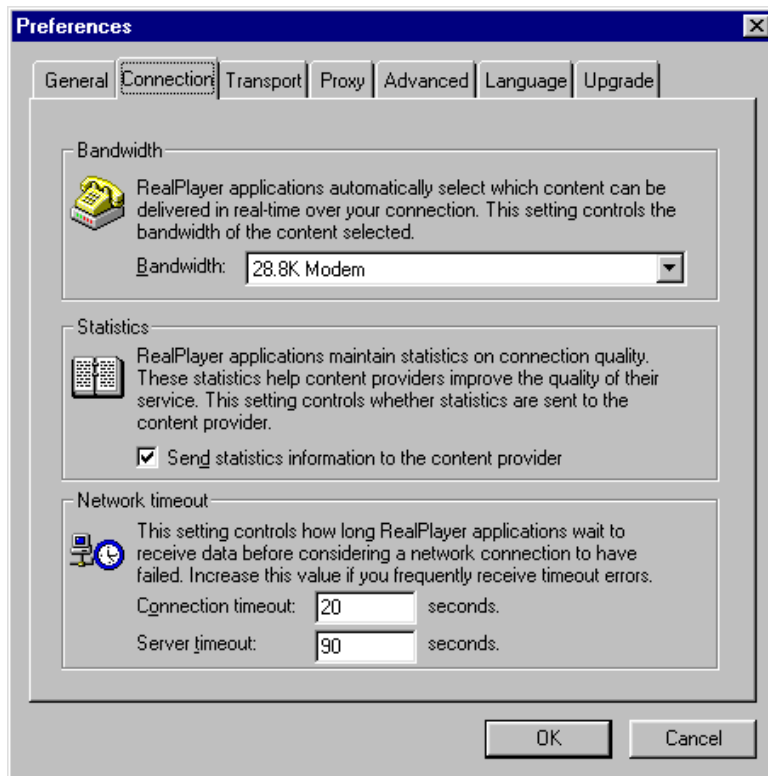 Preferences
General Connection Transport Proxy Advanced Language Upgrade
Bandwidth
RealPlayer applications automatically select which content can be
delivered in real-time over your connection. This setting controls the
bandwidth of the content selected.
Bandwidth: 28.8K Modem
Statistics
RealPlayer applications maintain statistics on connection quality.
These statistics help content providers improve the quality of their
service. This setting controls whether statistics are sent to the
content provider.
Send statistics information to the content provider
Network timeout
This setting controls how long RealPlayer applications wait to
receive data before considering a network connection to have
failed. Increase this value if you frequently receive timeout errors.
Connection timeout: 20 seconds.
Server timeout: 90 seconds.
OK Cancel